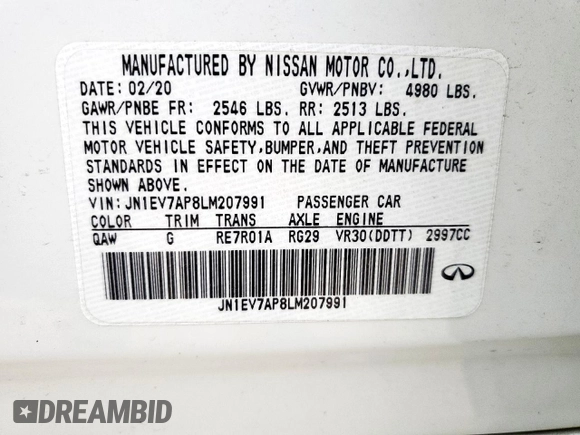 MANUFACTURED BY NISSAN MOTOR CO.,LTD.
DATE: 02/20 GVWR/PNBV: 4980 LBS.
GAWR/PNBE FR: 2546 LBS. RR: 2513 LBS.
THIS VEHICLE CONFORMS TO ALL APPLICABLE FEDERAL
MOTOR VEHICLE SAFETY,BUMPER,AND THEFT PREVENTION
STANDARDS IN EFFECT ON THE DATE OF MANUFACTURE
SHOWN ABOVE.
VIN: JN1EV7AP8LM207991 PASSENGER CAR
COLOR TRIM TRANS AXLE ENGINE
QAW G RE7R01A RG29 VR30(DDTT) 2997CC
JN1EV7AP8LM207991
INFINITI
DREAMBID